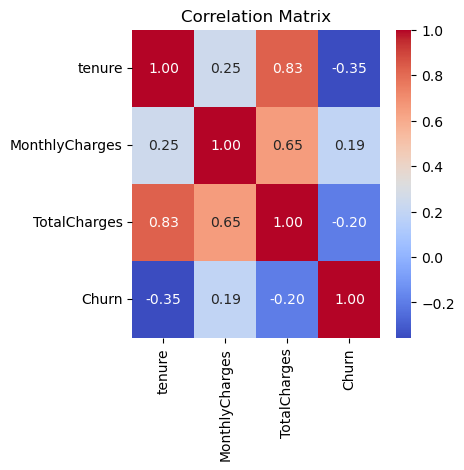 Correlation Matrix
tenure 1.00 0.25 0.83 -0.35
MonthlyCharges 0.25 1.00 0.65 0.19
TotalCharges 0.83 0.65 1.00 -0.20
Churn -0.35 0.19 -0.20 1.00
tenure MonthlyCharges TotalCharges Churn
1.0
0.8
0.6
0.4
0.2
0.0
−0.2